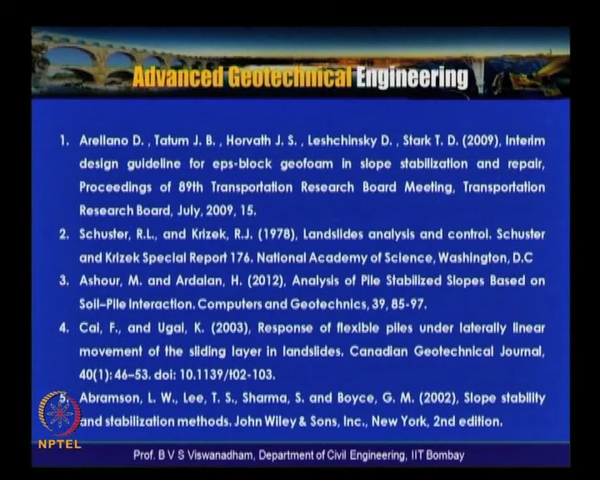 Advanced Geotechnical Engineering
1. Arellano D. , Tatum J. B. , Horvath J. S. , Leshchinsky D. , Stark T. D. (2009), Interim
design guideline for eps-block geofoam in slope stabilization and repair,
Proceedings of 89th Transportation Research Board Meeting, Transportation
Research Board, July, 2009, 15.
2. Schuster, R.L., and Krizek, R.J. (1978), Landslides analysis and control. Schuster
and Krizek Special Report 176. National Academy of Science, Washington, D.C
3. Ashour, M. and Ardalan, H. (2012), Analysis of Pile Stabilized Slopes Based on
Soil–Pile Interaction. Computers and Geotechnics, 39, 85-97.
4. Cai, F., and Ugai, K. (2003), Response of flexible piles under laterally linear
movement of the sliding layer in landslides. Canadian Geotechnical Journal,
40(1): 46–53. doi: 10.1139/t02-103.
5. Abramson, L. W., Lee, T. S., Sharma, S. and Boyce, G. M. (2002), Slope stability
and stabilization methods. John Wiley & Sons, Inc., New York, 2nd edition.
NPTEL
Prof. B V S Viswanadham, Department of Civil Engineering, IIT Bombay